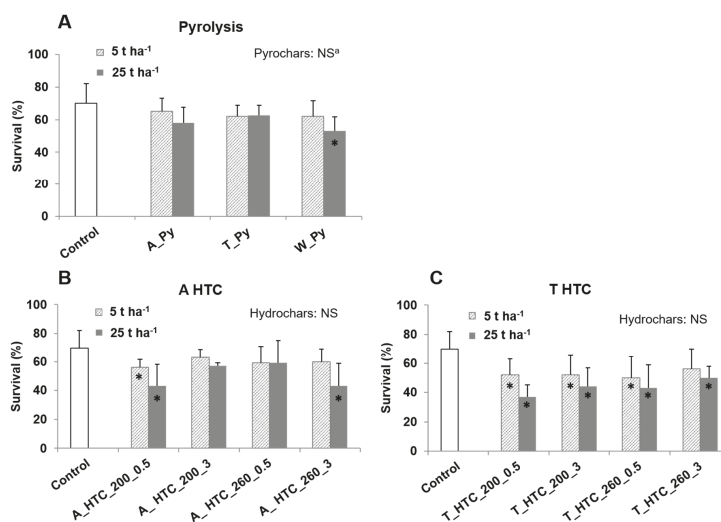 A
Pyrolysis
5 t ha⁻¹
25 t ha⁻¹
Pyrochars: NSᵃ
Survival (%)
100
80
60
40
20
0
*
Control
A_Py
T_Py
W_Py
B
A HTC
5 t ha⁻¹
25 t ha⁻¹
Hydrochars: NS
Survival (%)
100
80
60
40
20
0
* * *
Control
A_HTC_200_0.5
A_HTC_200_3
A_HTC_260_0.5
A_HTC_260_3
C
T HTC
5 t ha⁻¹
25 t ha⁻¹
Hydrochars: NS
Survival (%)
100
80
60
40
20
0
* * * * * * *
Control
T_HTC_200_0.5
T_HTC_200_3
T_HTC_260_0.5
T_HTC_260_3